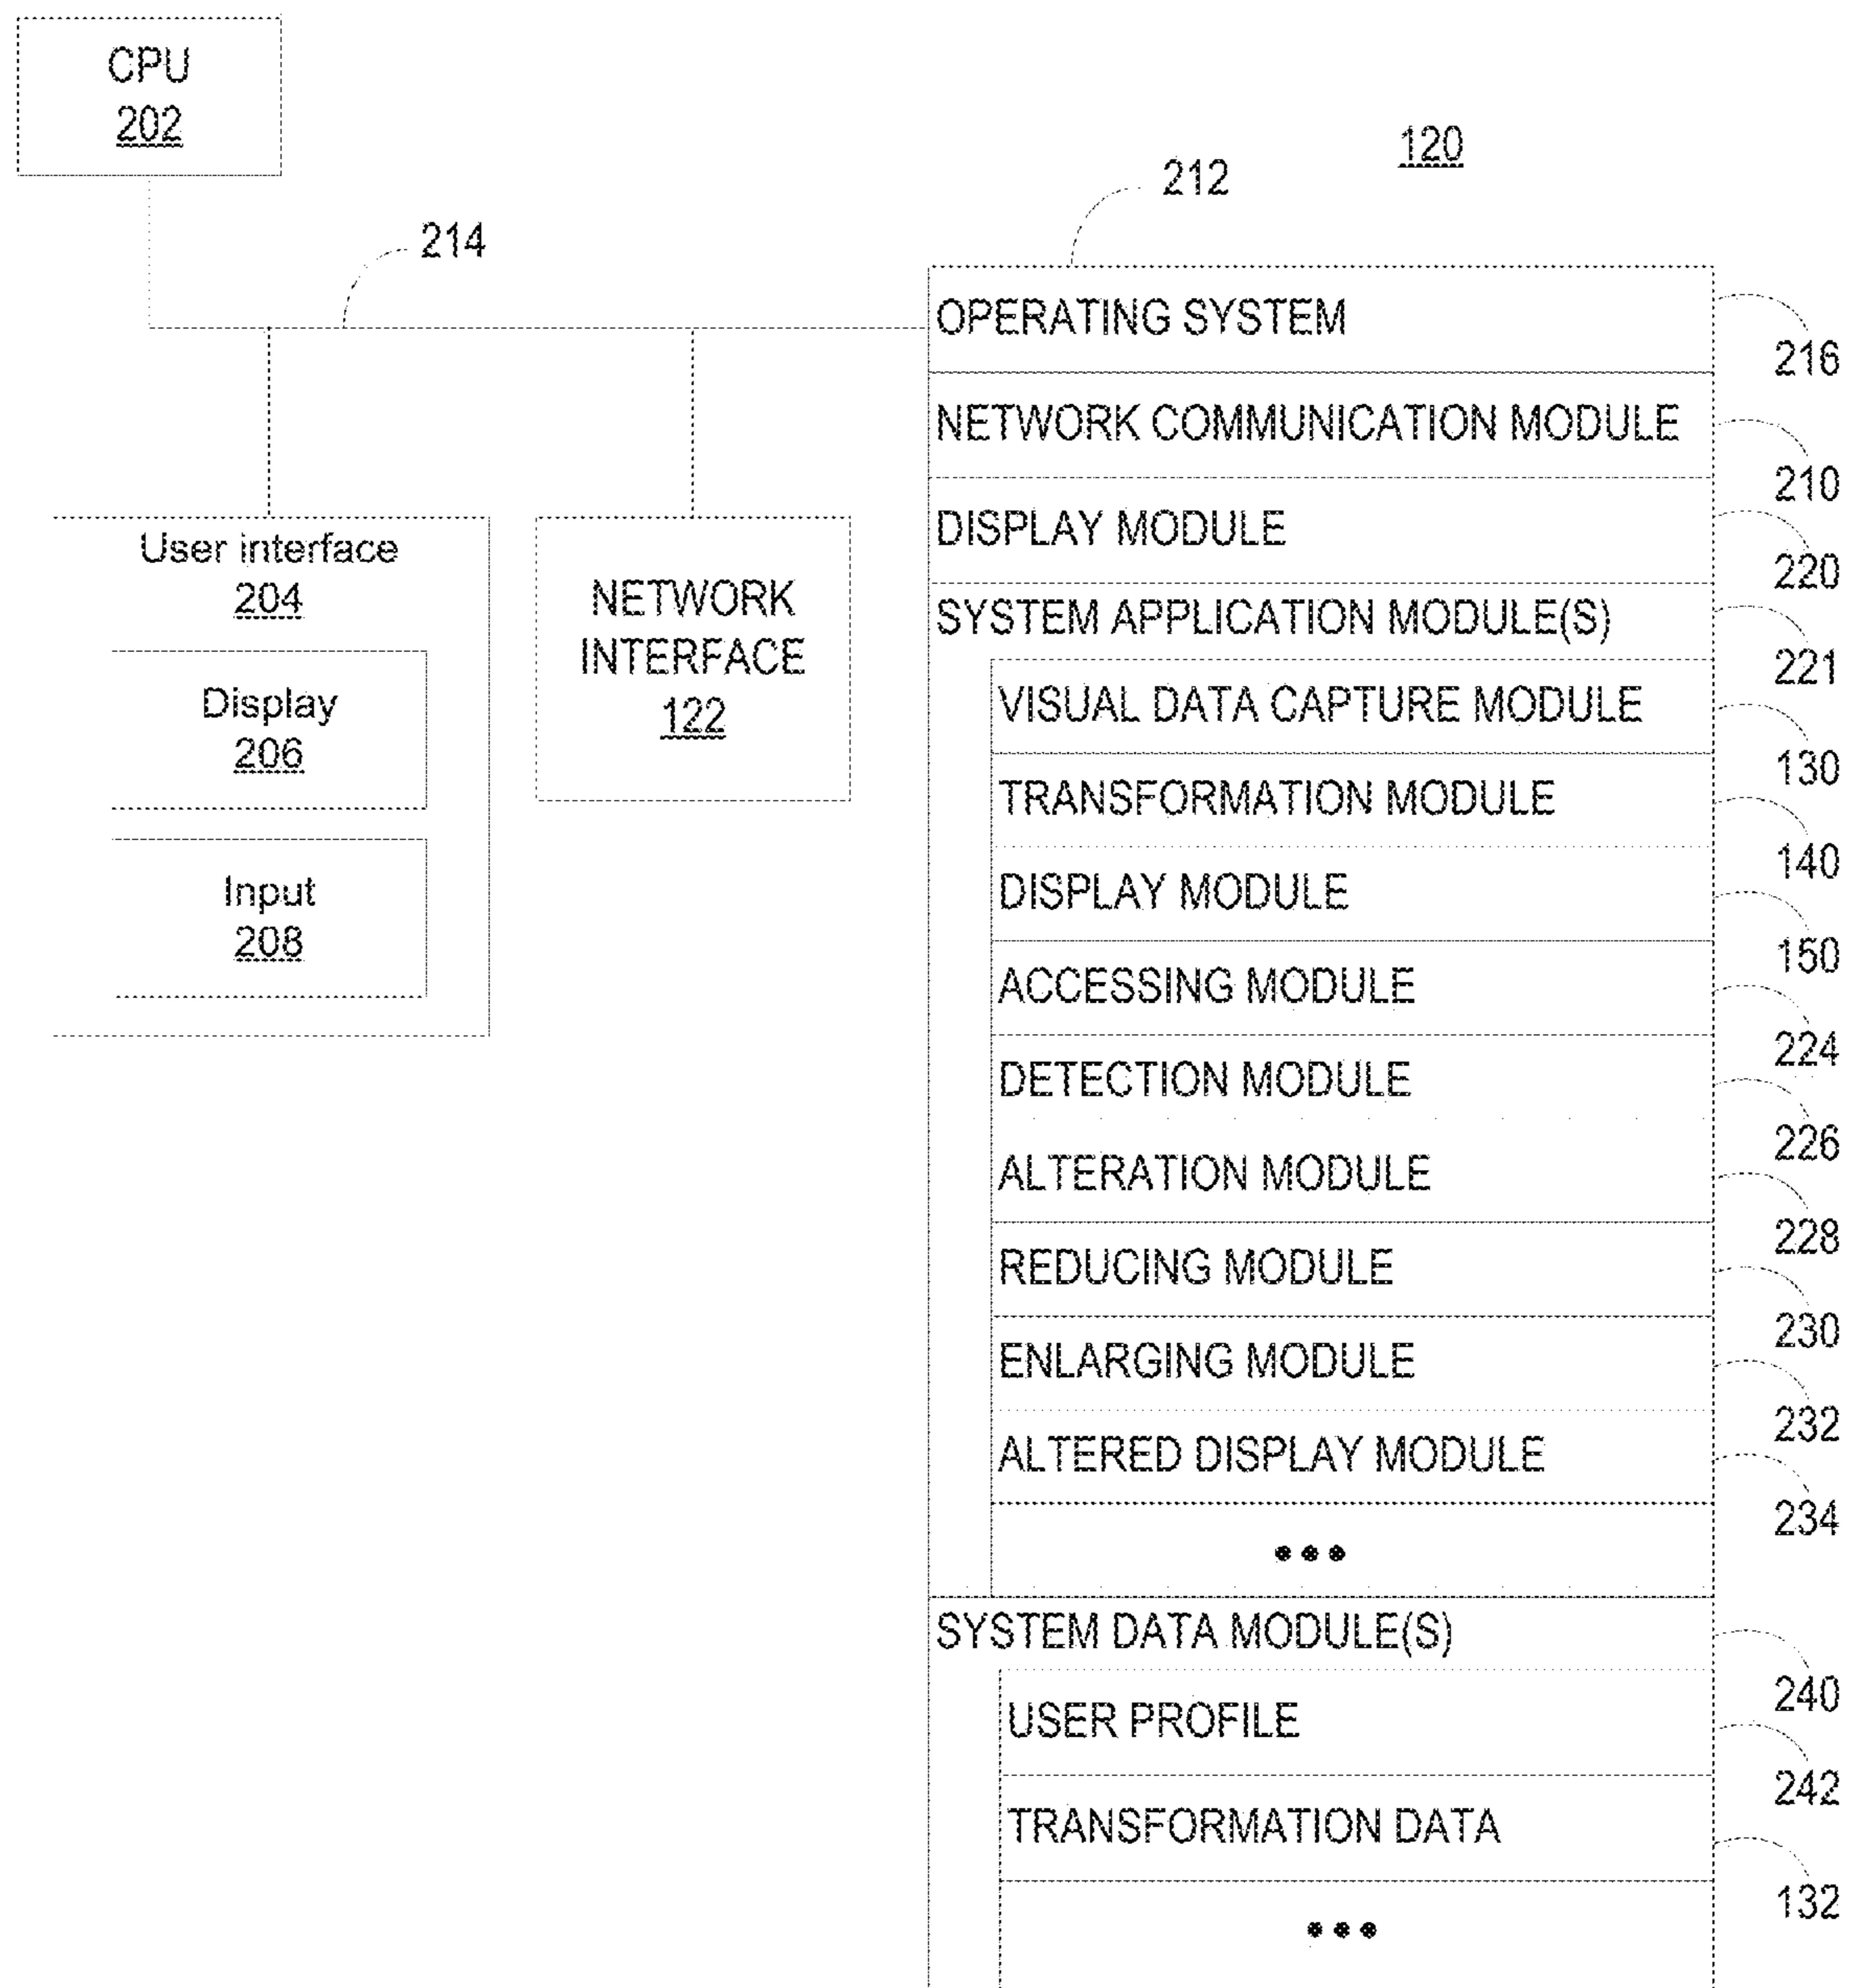 CPU
202
120
212
214
OPERATING SYSTEM
216
NETWORK COMMUNICATION MODULE
210
DISPLAY MODULE
220
User interface
204
Display
206
Input
208
NETWORK
INTERFACE
122
SYSTEM APPLICATION MODULE(S)
221
VISUAL DATA CAPTURE MODULE
130
TRANSFORMATION MODULE
140
DISPLAY MODULE
150
ACCESSING MODULE
224
DETECTION MODULE
226
ALTERATION MODULE
228
REDUCING MODULE
230
ENLARGING MODULE
232
ALTERED DISPLAY MODULE
234
•••
SYSTEM DATA MODULE(S)
240
USER PROFILE
242
TRANSFORMATION DATA
132
•••